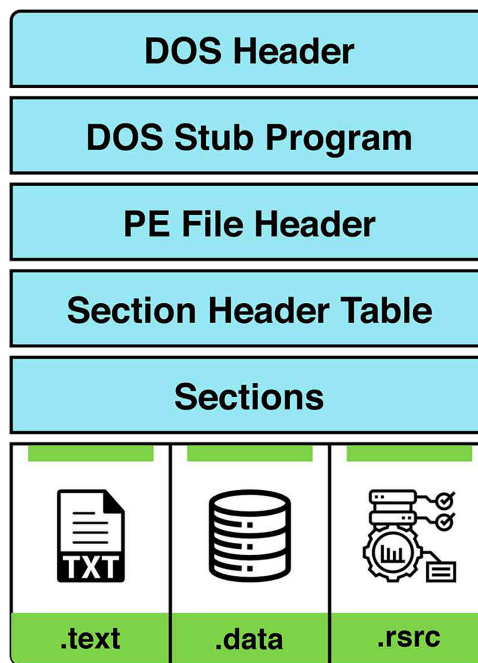 DOS Header
DOS Stub Program
PE File Header
Section Header Table
Sections
TXT
.text
.data
.rsrc